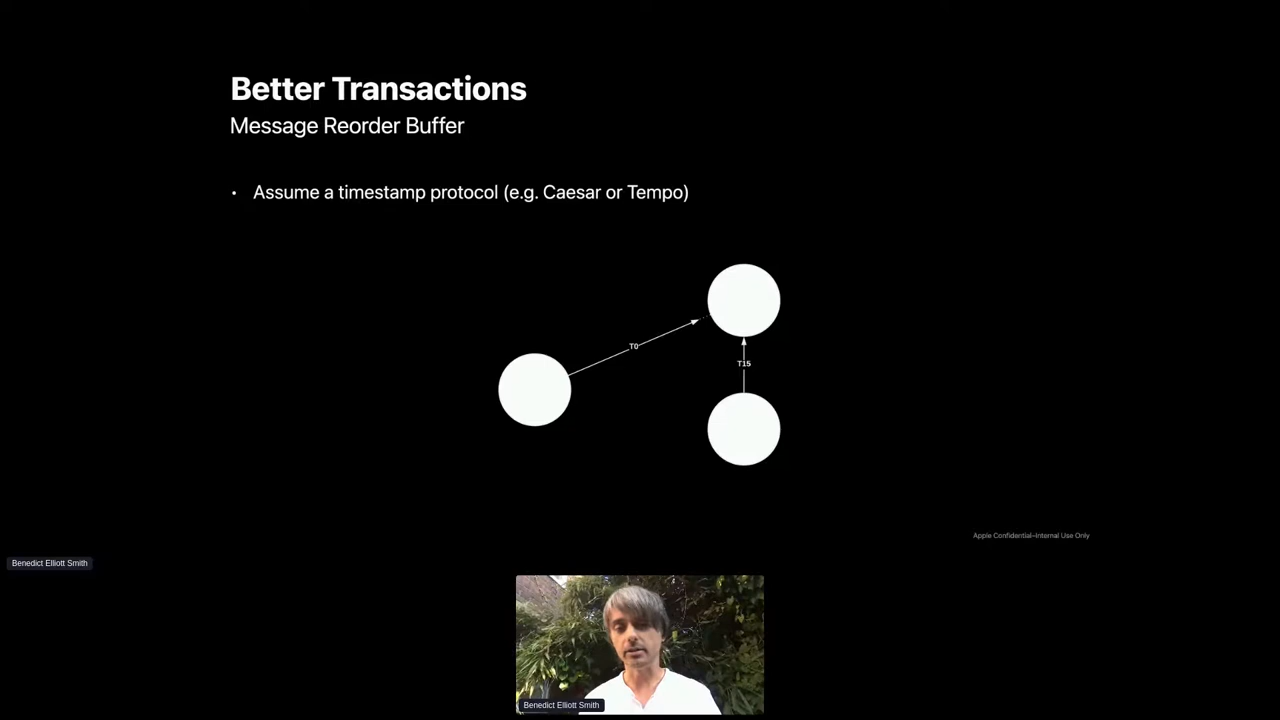 Better Transactions
Message Reorder Buffer
• Assume a timestamp protocol (e.g. Caesar or Tempo)
T0
T15
Apple Confidential–Internal Use Only
Benedict Elliott Smith
Benedict Elliott Smith